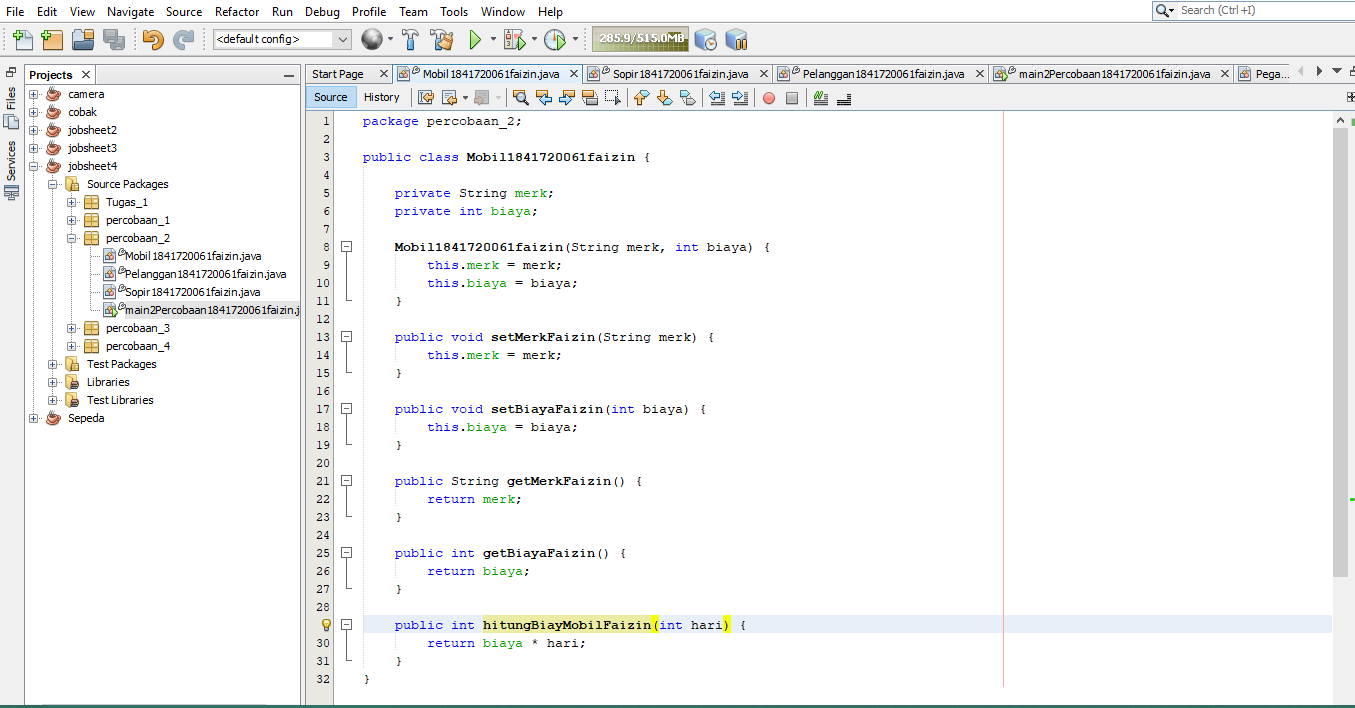 File Edit View Navigate Source Refactor Run Debug Profile Team Tools Window Help
Search (Ctrl+I)
<default config>
285.9/515.0MB
Files
Services
Projects
camera
cobak
jobsheet2
jobsheet3
jobsheet4
Source Packages
Tugas_1
percobaan_1
percobaan_2
Mobil1841720061faizin.java
Pelanggan1841720061faizin.java
Sopir1841720061faizin.java
main2Percobaan1841720061faizin.j
percobaan_3
percobaan_4
Test Packages
Libraries
Test Libraries
Sepeda
Start Page Mobil1841720061faizin.java Sopir1841720061faizin.java Pelanggan1841720061faizin.java main2Percobaan1841720061faizin.java Pega...
Source History
1 package percobaan_2;
2
3 public class Mobil1841720061faizin {
4
5 private String merk;
6 private int biaya;
7
8 Mobil1841720061faizin(String merk, int biaya) {
9 this.merk = merk;
10 this.biaya = biaya;
11 }
12
13 public void setMerkFaizin(String merk) {
14 this.merk = merk;
15 }
16
17 public void setBiayaFaizin(int biaya) {
18 this.biaya = biaya;
19 }
20
21 public String getMerkFaizin() {
22 return merk;
23 }
24
25 public int getBiayaFaizin() {
26 return biaya;
27 }
28
public int hitungBiayMobilFaizin(int hari) {
30 return biaya * hari;
31 }
32 }